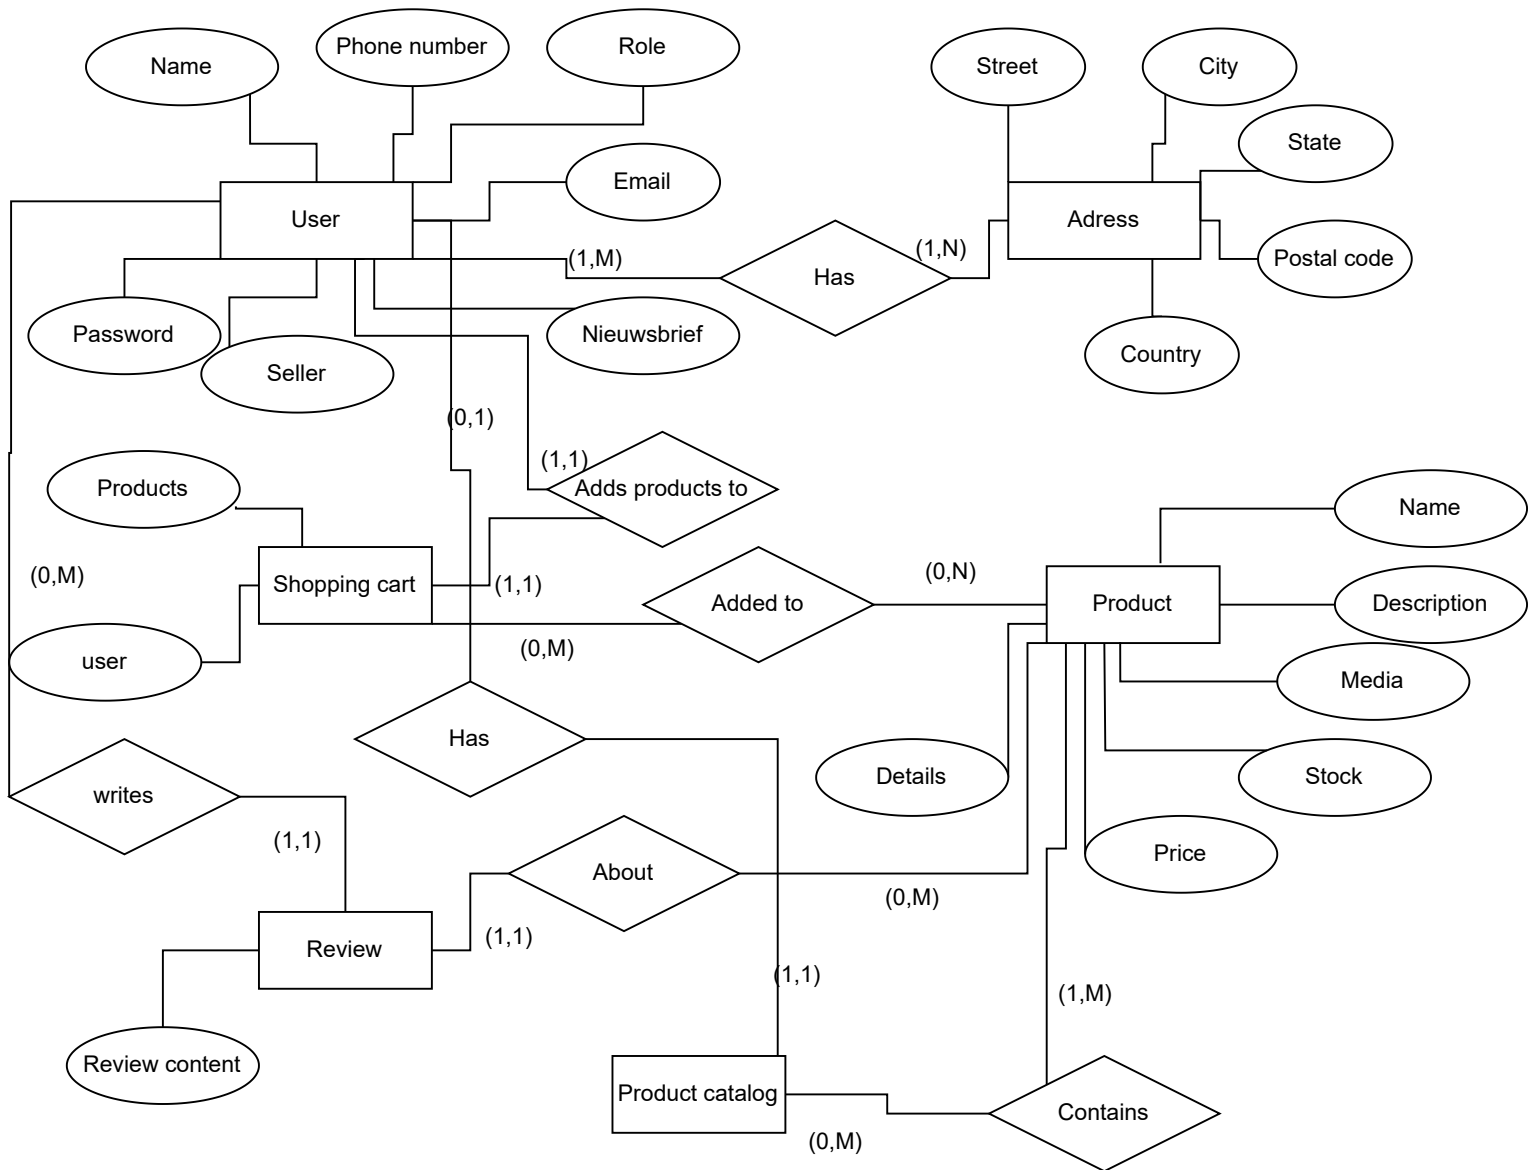 Name
Phone number
Role
Street
City
State
Email
User
Adress
(1,M)
Has
(1,N)
Postal code
Password
Seller
Nieuwsbrief
Country
(0,1)
(1,1)
Adds products to
Products
Name
(0,M)
Shopping cart
(1,1)
(0,N)
Added to
Product
Description
user
(0,M)
Media
Has
Details
Stock
writes
(1,1)
About
(0,M)
Price
Review
(1,1)
(1,1)
(1,M)
Review content
Product catalog
(0,M)
Contains